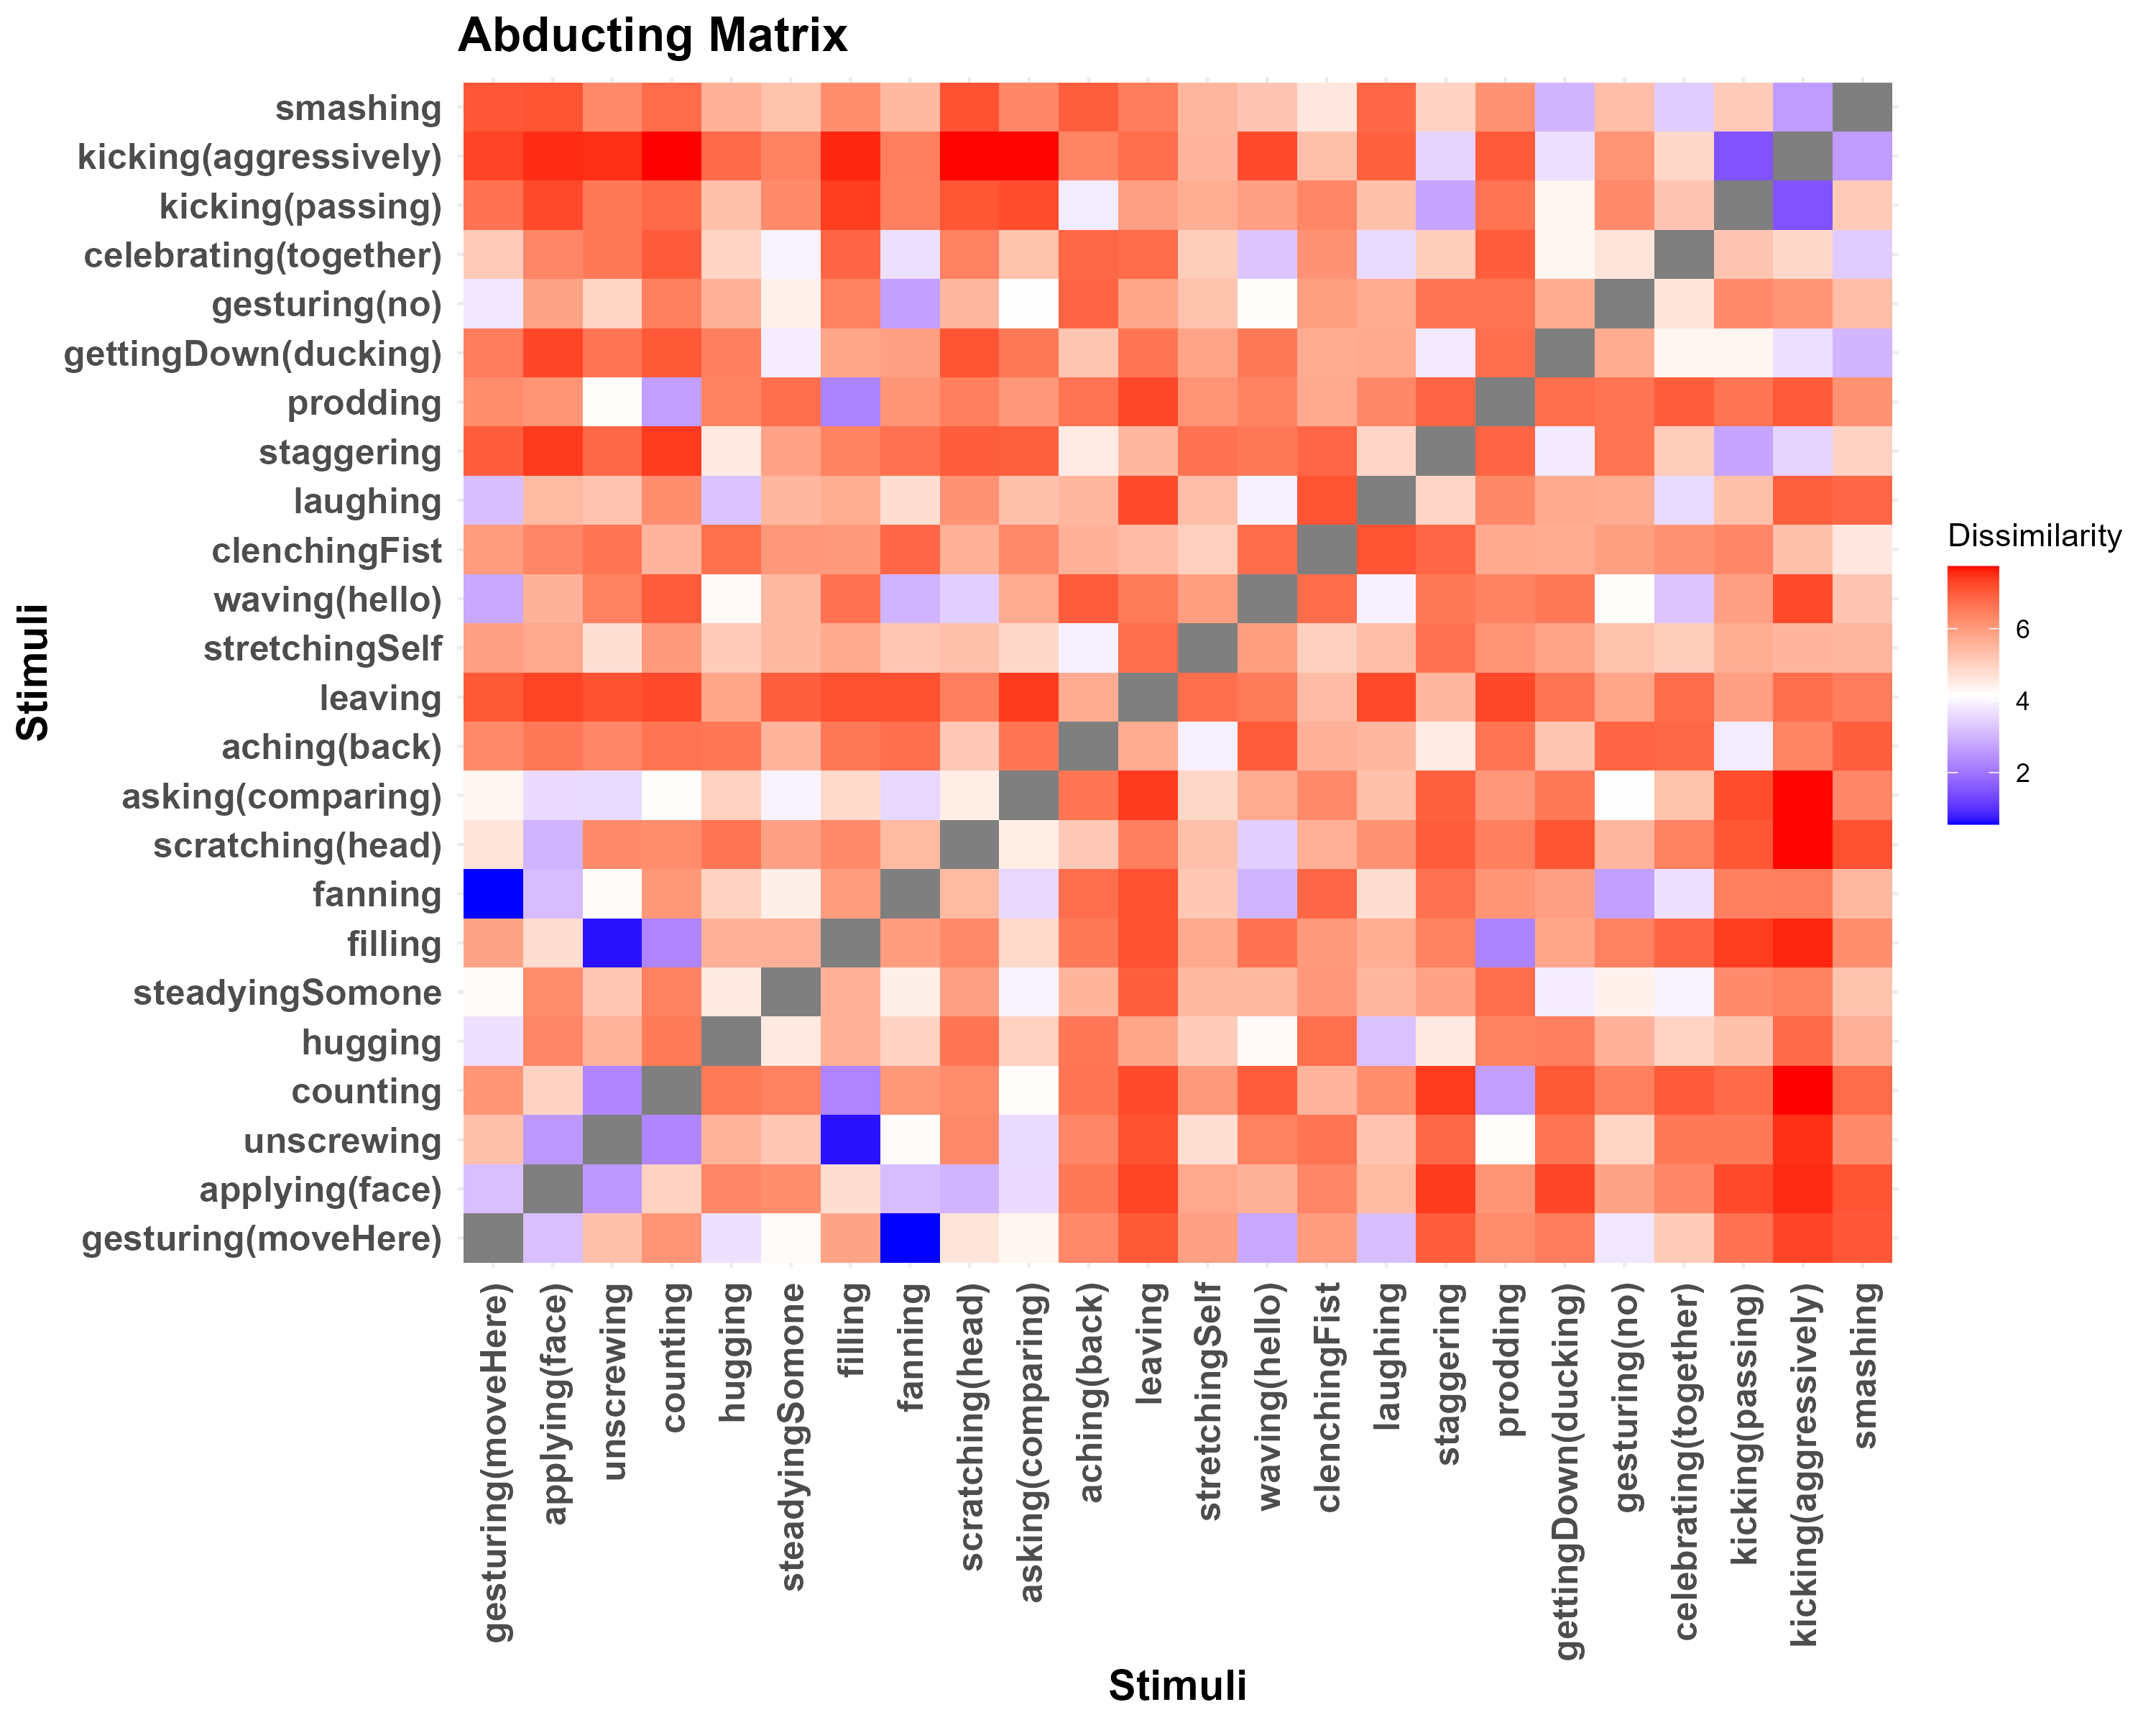 Abducting Matrix
Stimuli
smashing
kicking(aggressively)
kicking(passing)
celebrating(together)
gesturing(no)
gettingDown(ducking)
prodding
staggering
laughing
clenchingFist
waving(hello)
stretchingSelf
leaving
aching(back)
asking(comparing)
scratching(head)
fanning
filling
steadyingSomone
hugging
counting
unscrewing
applying(face)
gesturing(moveHere)
gesturing(moveHere)
applying(face)
unscrewing
counting
hugging
steadyingSomone
filling
fanning
scratching(head)
asking(comparing)
aching(back)
leaving
stretchingSelf
waving(hello)
clenchingFist
laughing
staggering
prodding
gettingDown(ducking)
gesturing(no)
celebrating(together)
kicking(passing)
kicking(aggressively)
smashing
Stimuli
Dissimilarity
6
4
2